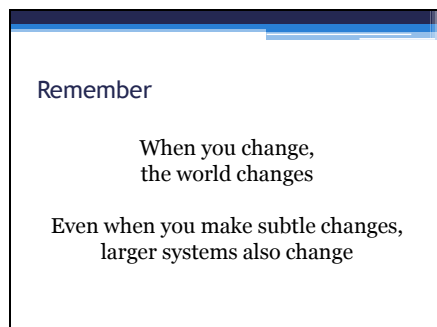 Remember
When you change,
the world changes
Even when you make subtle changes,
larger systems also change